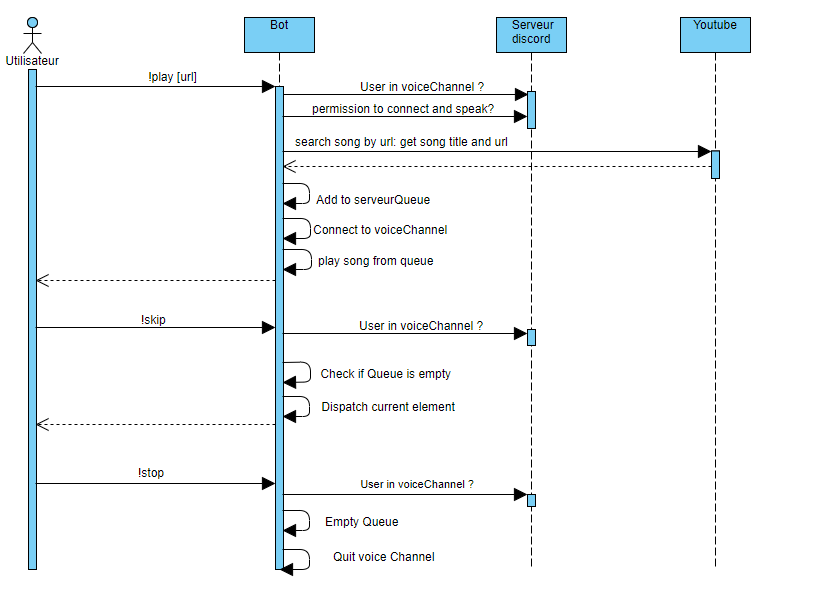 Utilisateur
Bot
Serveur
discord
Youtube
!play [url]
User in voiceChannel ?
permission to connect and speak?
search song by url: get song title and url
Add to serveurQueue
Connect to voiceChannel
play song from queue
!skip
User in voiceChannel ?
Check if Queue is empty
Dispatch current element
!stop
User in voiceChannel ?
Empty Queue
Quit voice Channel